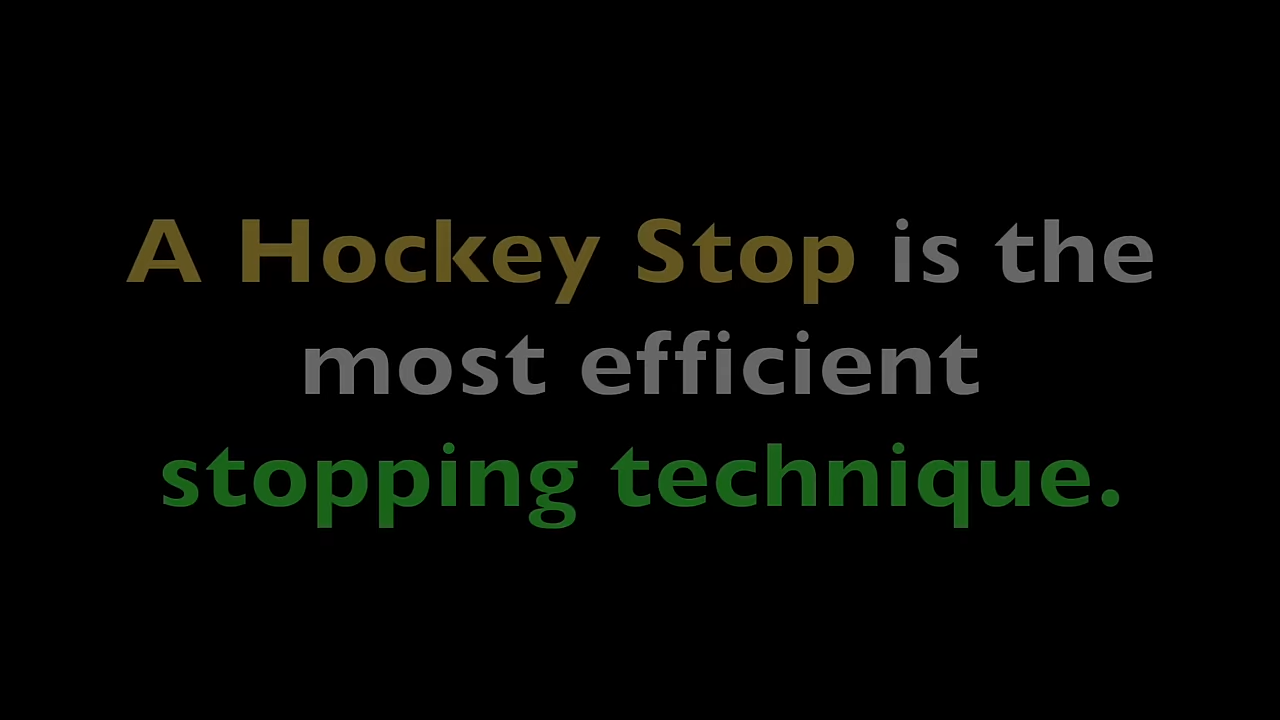 A Hockey Stop is the
most efficient
stopping technique.